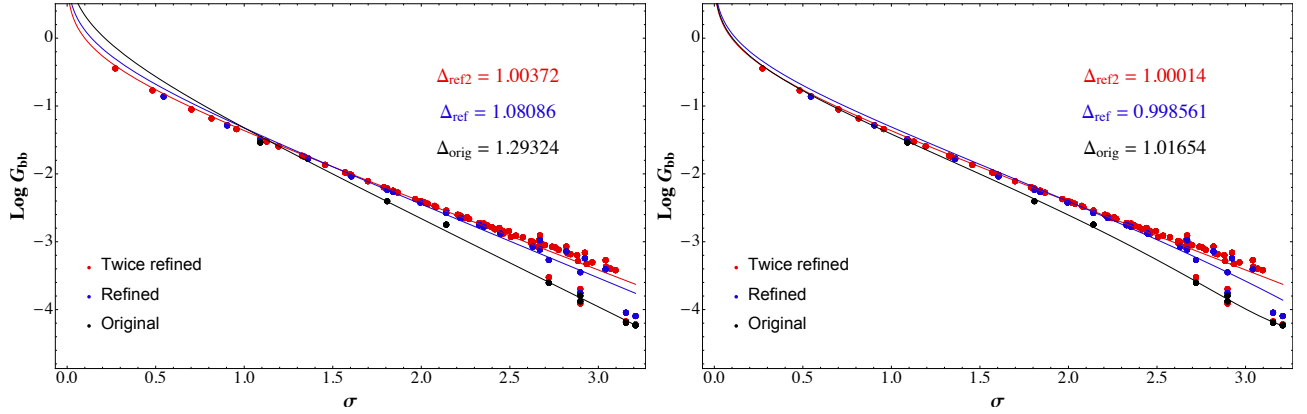 0
−1
−2
−3
−4
Log G_bb
Δ_ref2 = 1.00372
Δ_ref = 1.08086
Δ_orig = 1.29324
Twice refined
Refined
Original
0.0 0.5 1.0 1.5 2.0 2.5 3.0
σ
0
−1
−2
−3
−4
Log G_bb
Δ_ref2 = 1.00014
Δ_ref = 0.998561
Δ_orig = 1.01654
Twice refined
Refined
Original
0.0 0.5 1.0 1.5 2.0 2.5 3.0
σ